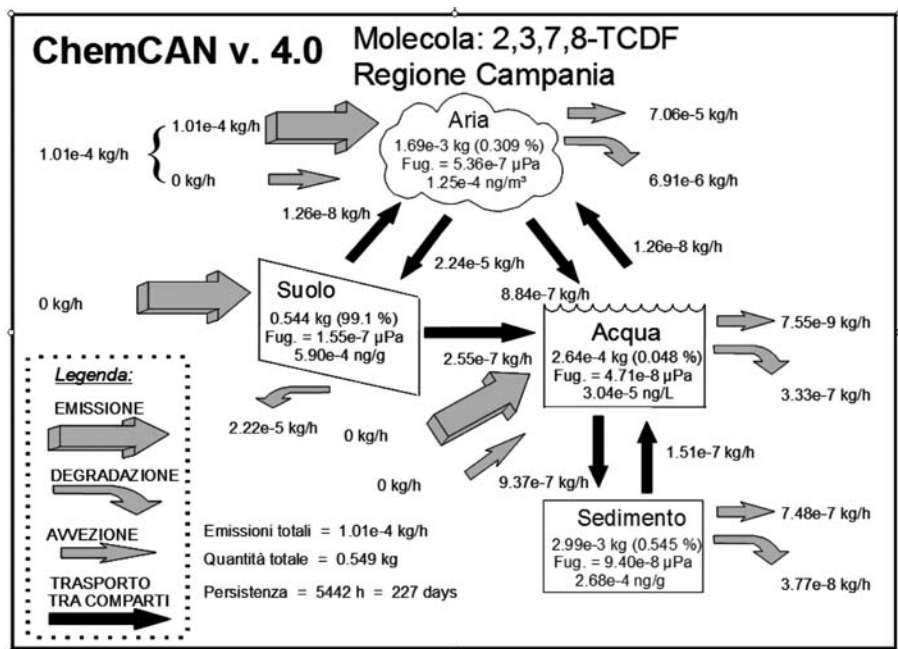 ChemCAN v. 4.0
Molecola: 2,3,7,8-TCDF
Regione Campania
1.01e-4 kg/h
1.01e-4 kg/h
0 kg/h
Aria
1.69e-3 kg (0.309 %)
Fug. = 5.36e-7 µPa
1.25e-4 ng/m³
7.06e-5 kg/h
6.91e-6 kg/h
1.26e-8 kg/h
2.24e-5 kg/h
8.84e-7 kg/h
1.26e-8 kg/h
0 kg/h
Suolo
0.544 kg (99.1 %)
Fug. = 1.55e-7 µPa
5.90e-4 ng/g
2.55e-7 kg/h
2.22e-5 kg/h
Acqua
2.64e-4 kg (0.048 %)
Fug. = 4.71e-8 µPa
3.04e-5 ng/L
7.55e-9 kg/h
3.33e-7 kg/h
0 kg/h
0 kg/h
9.37e-7 kg/h
1.51e-7 kg/h
Sedimento
2.99e-3 kg (0.545 %)
Fug. = 9.40e-8 µPa
2.68e-4 ng/g
7.48e-7 kg/h
3.77e-8 kg/h
Legenda:
EMISSIONE
DEGRADAZIONE
AVVEZIONE
TRASPORTO
TRA COMPARTI
Emissioni totali = 1.01e-4 kg/h
Quantità totale = 0.549 kg
Persistenza = 5442 h = 227 days